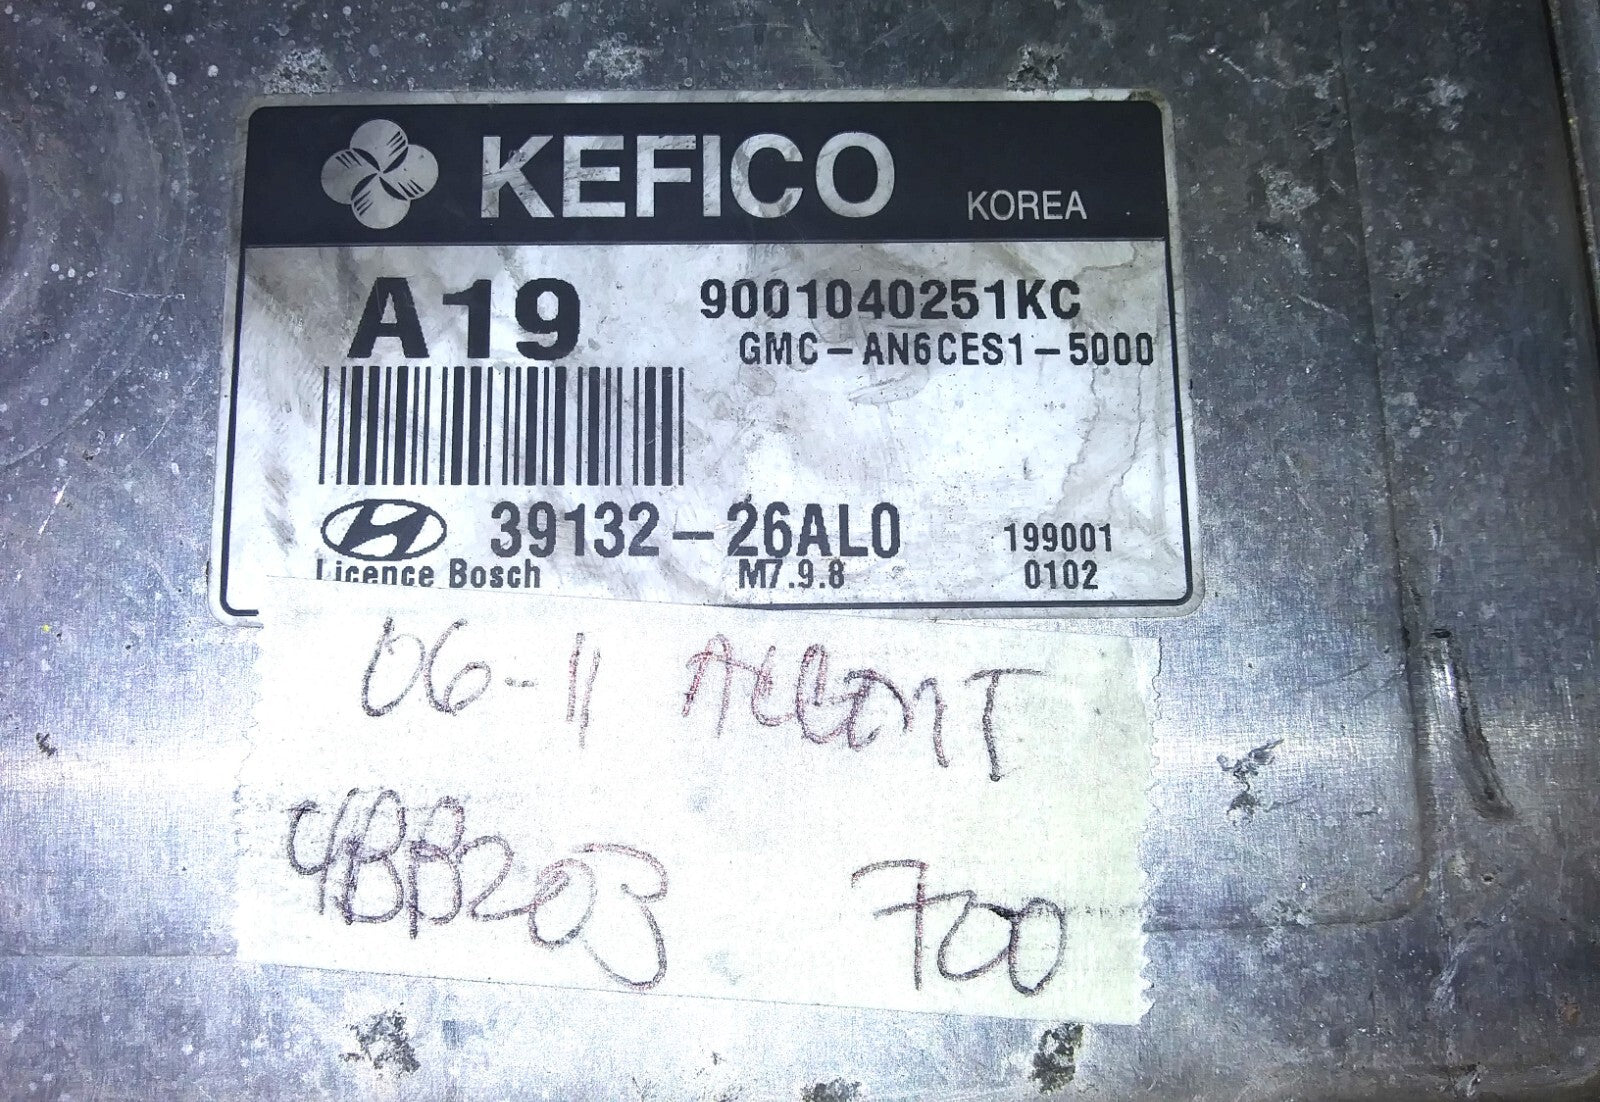 KEFICO KOREA
A19 9001040251KC
GMC-AN6CES1-5000
39132-26AL0 199001
Licence Bosch M7.9.8 0102
06-11 ACCENT
4BB203 700